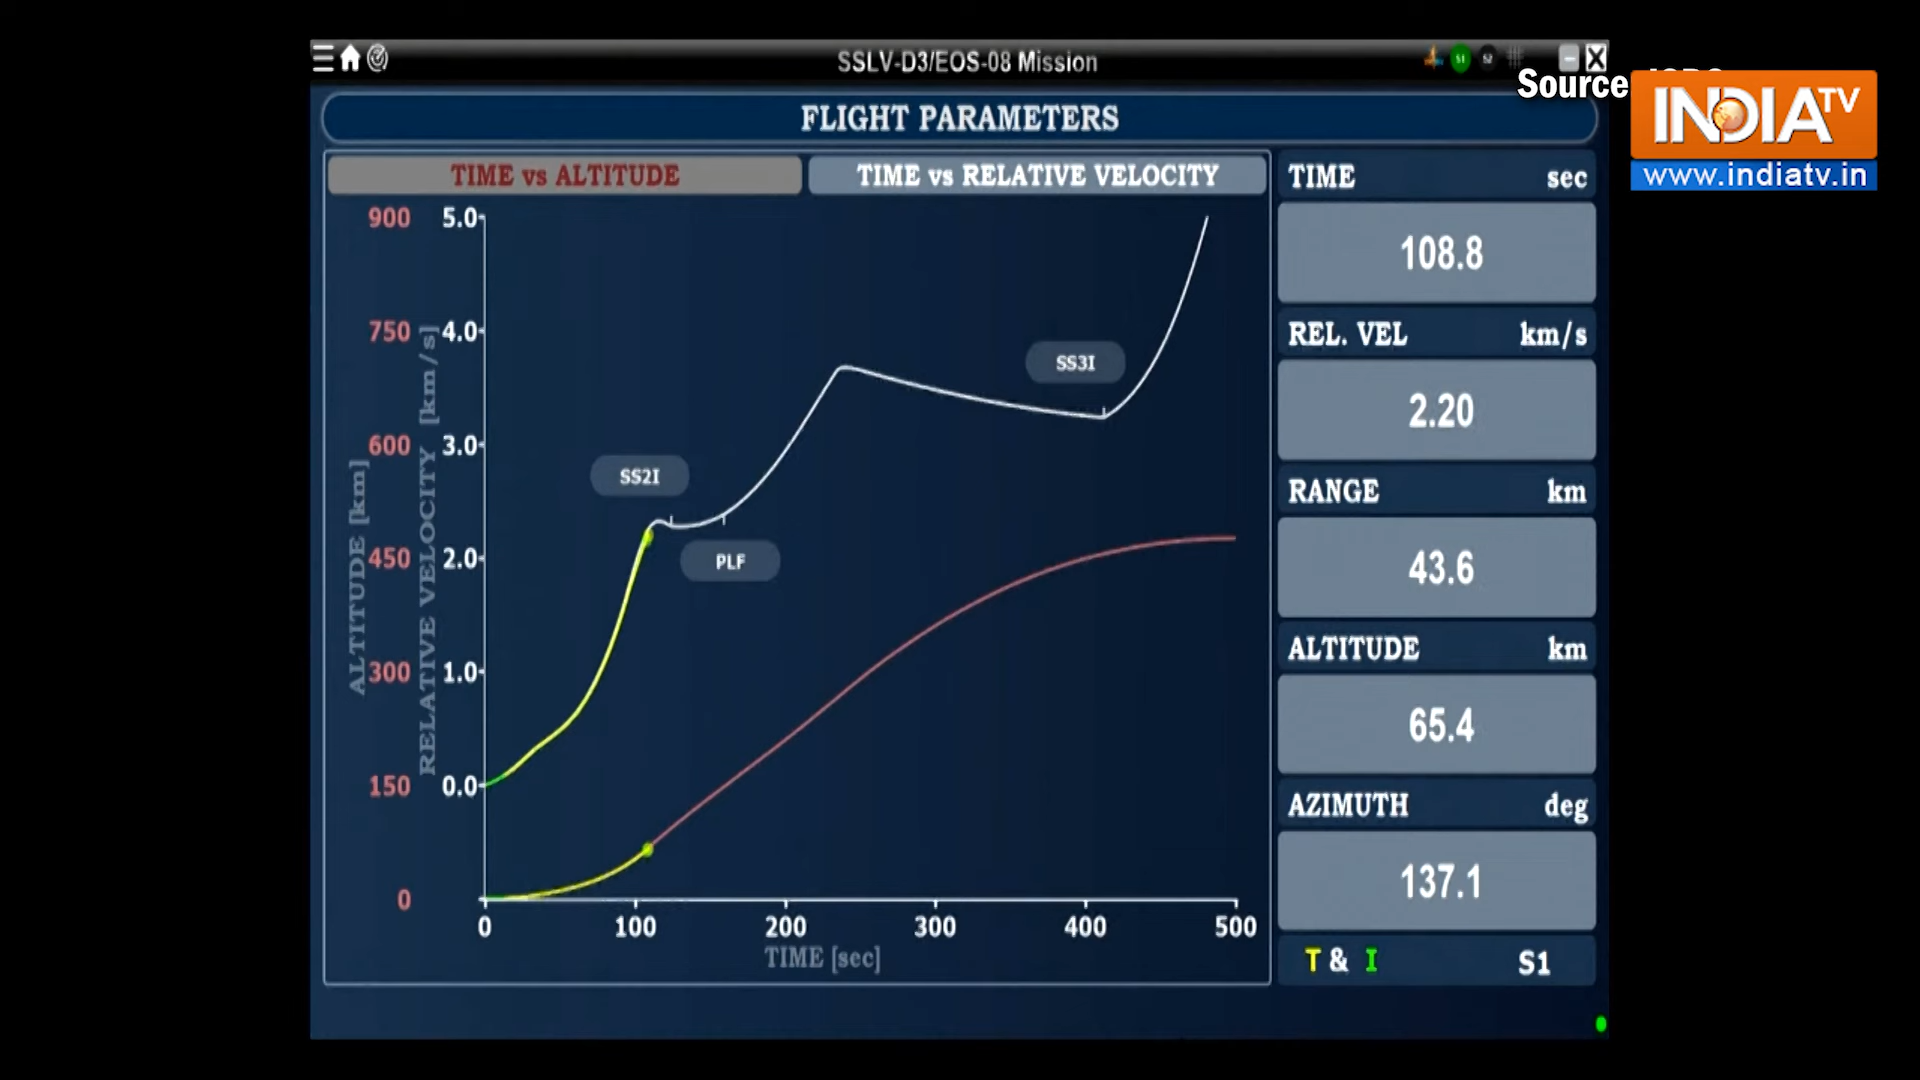 SSLV-D3/EOS-08 Mission
S1
S2
Source
INDIA TV
www.indiatv.in
FLIGHT PARAMETERS
TIME vs ALTITUDE
TIME vs RELATIVE VELOCITY
900
750
600
450
300
150
0
ALTITUDE [km]
5.0
4.0
3.0
2.0
1.0
0.0
RELATIVE VELOCITY [km/s]
SS2I
PLF
SS3I
0 100 200 300 400 500
TIME [sec]
TIME sec
108.8
REL. VEL km/s
2.20
RANGE km
43.6
ALTITUDE km
65.4
AZIMUTH deg
137.1
T & I S1